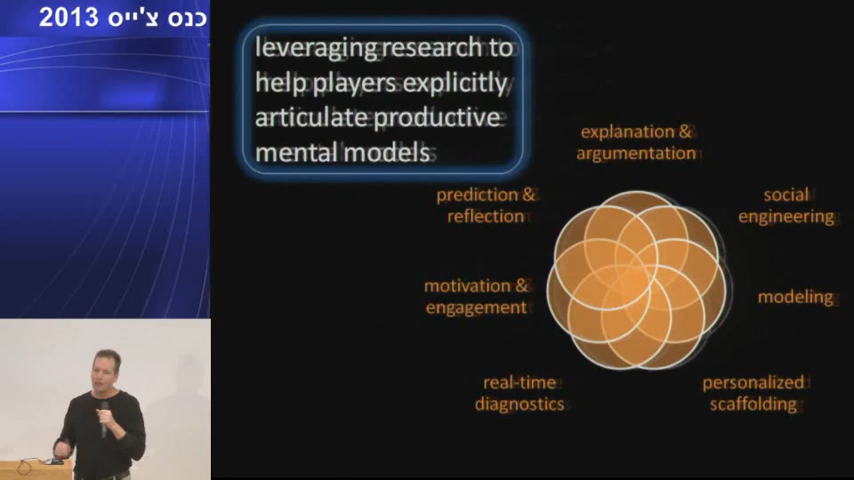 כנס צ'ייס 2013
leveraging research to
help players explicitly
articulate productive
mental models
explanation &
argumentation
prediction &
reflection
social
engineering
motivation &
engagement
modeling
real-time
diagnostics
personalized
scaffolding